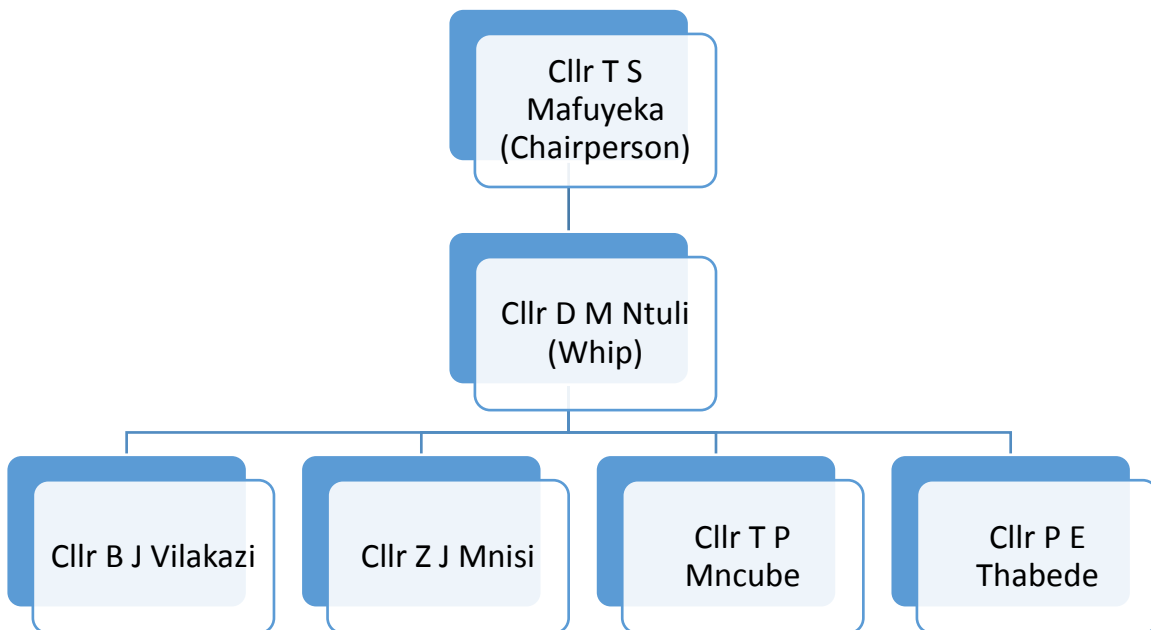 Cllr T S
Mafuyeka
(Chairperson)
Cllr D M Ntuli
(Whip)
Cllr B J Vilakazi
Cllr Z J Mnisi
Cllr T P
Mncube
Cllr P E
Thabede